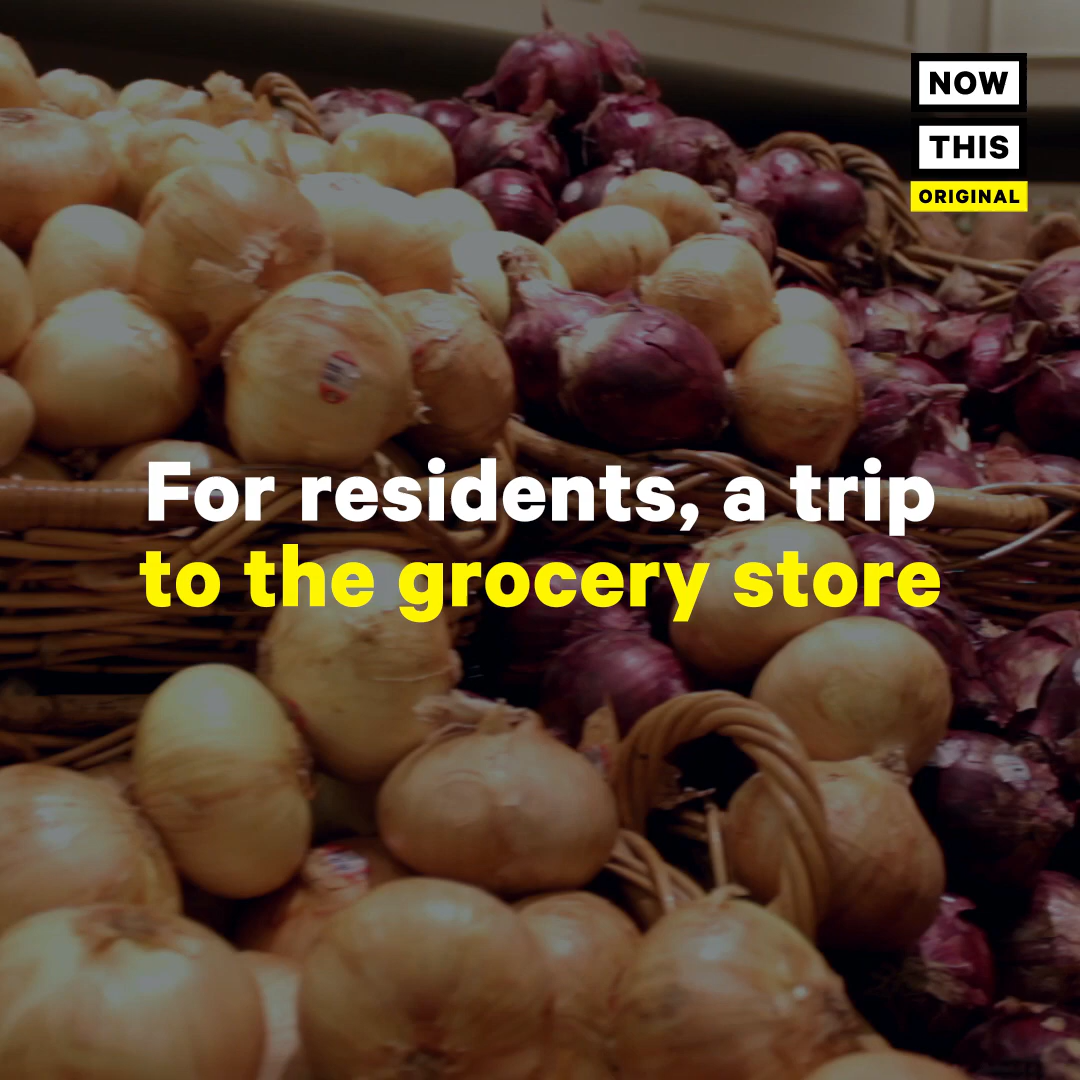 NOW
THIS
ORIGINAL
For residents, a trip
to the grocery store